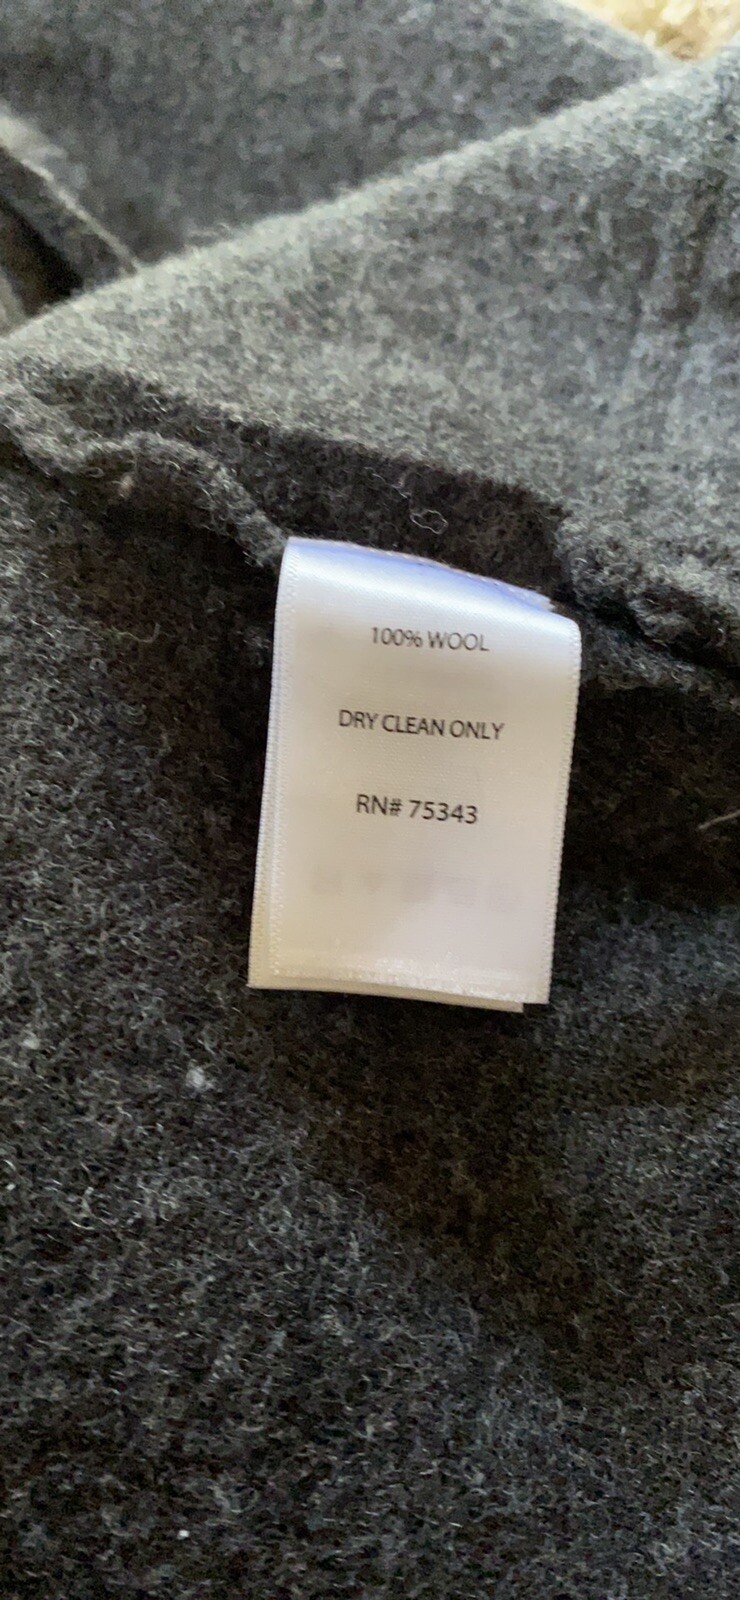 100% WOOL
DRY CLEAN ONLY
RN# 75343